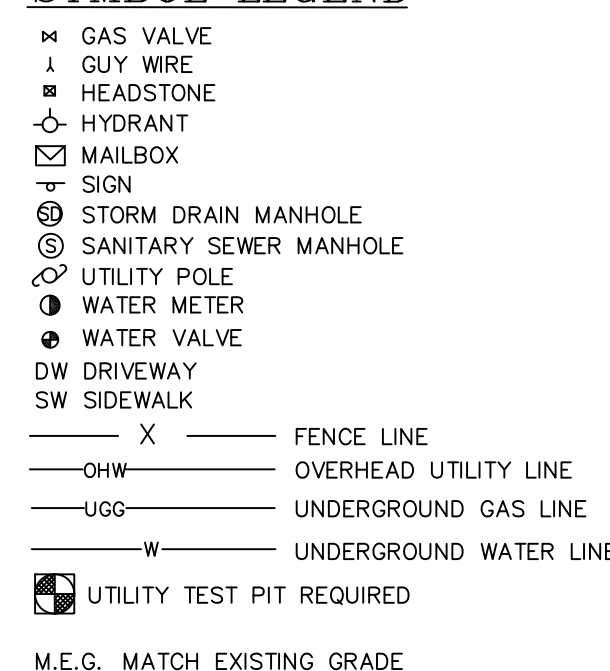 SYMBOL LEGEND
GAS VALVE
GUY WIRE
HEADSTONE
HYDRANT
MAILBOX
SIGN
SD STORM DRAIN MANHOLE
S SANITARY SEWER MANHOLE
UTILITY POLE
WATER METER
WATER VALVE
DW DRIVEWAY
SW SIDEWALK
X FENCE LINE
OHW OVERHEAD UTILITY LINE
UGG UNDERGROUND GAS LINE
W UNDERGROUND WATER LINE
UTILITY TEST PIT REQUIRED
M.E.G. MATCH EXISTING GRADE